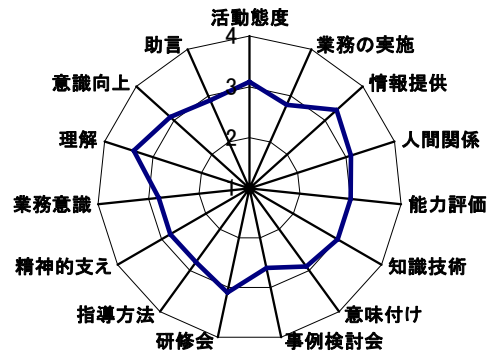 活動態度
4
助言
業務の実施
意識向上
3
情報提供
理解
2
人間関係
業務意識
1
能力評価
精神的支え
知識技術
指導方法
意味付け
研修会
事例検討会